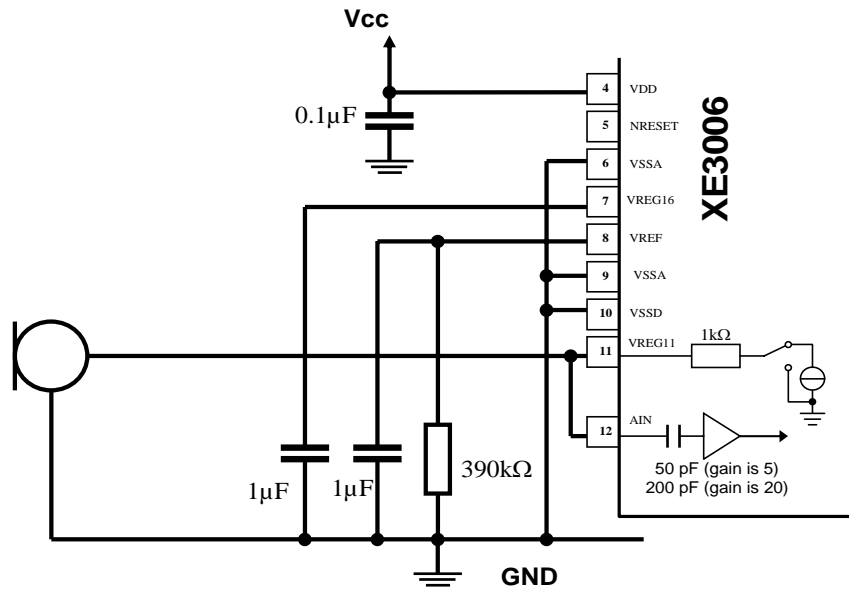 Vcc
0.1µF
4 VDD
5 NRESET
6 VSSA
7 VREG16
8 VREF
9 VSSA
10 VSSD
11 VREG11
12 AIN
XE3006
1kΩ
50 pF (gain is 5)
200 pF (gain is 20)
1µF
1µF
390kΩ
GND